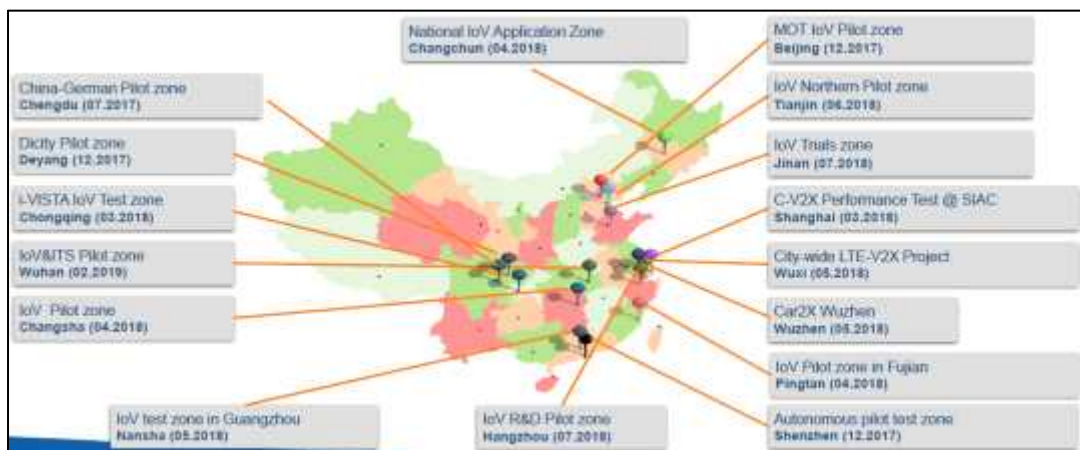 National IoV Application Zone
Changchun (04.2018)
MOT IoV Pilot zone
Beijing (12.2017)
China-German Pilot zone
Chengdu (07.2017)
IoV Northern Pilot zone
Tianjin (06.2018)
Dicity Pilot zone
Deyang (12.2017)
IoV Trials zone
Jinan (07.2018)
i-VISTA IoV Test zone
Chongqing (03.2018)
C-V2X Performance Test @ SIAC
Shanghai (03.2018)
IoV&ITS Pilot zone
Wuhan (02.2019)
City-wide LTE-V2X Project
Wuxi (05.2018)
IoV Pilot zone
Changsha (04.2018)
Car2X Wuzhen
Wuzhen (05.2018)
IoV Pilot zone in Fujian
Pingtan (04.2018)
IoV test zone in Guangzhou
Nansha (05.2018)
IoV R&D Pilot zone
Hangzhou (07.2018)
Autonomous pilot test zone
Shenzhen (12.2017)